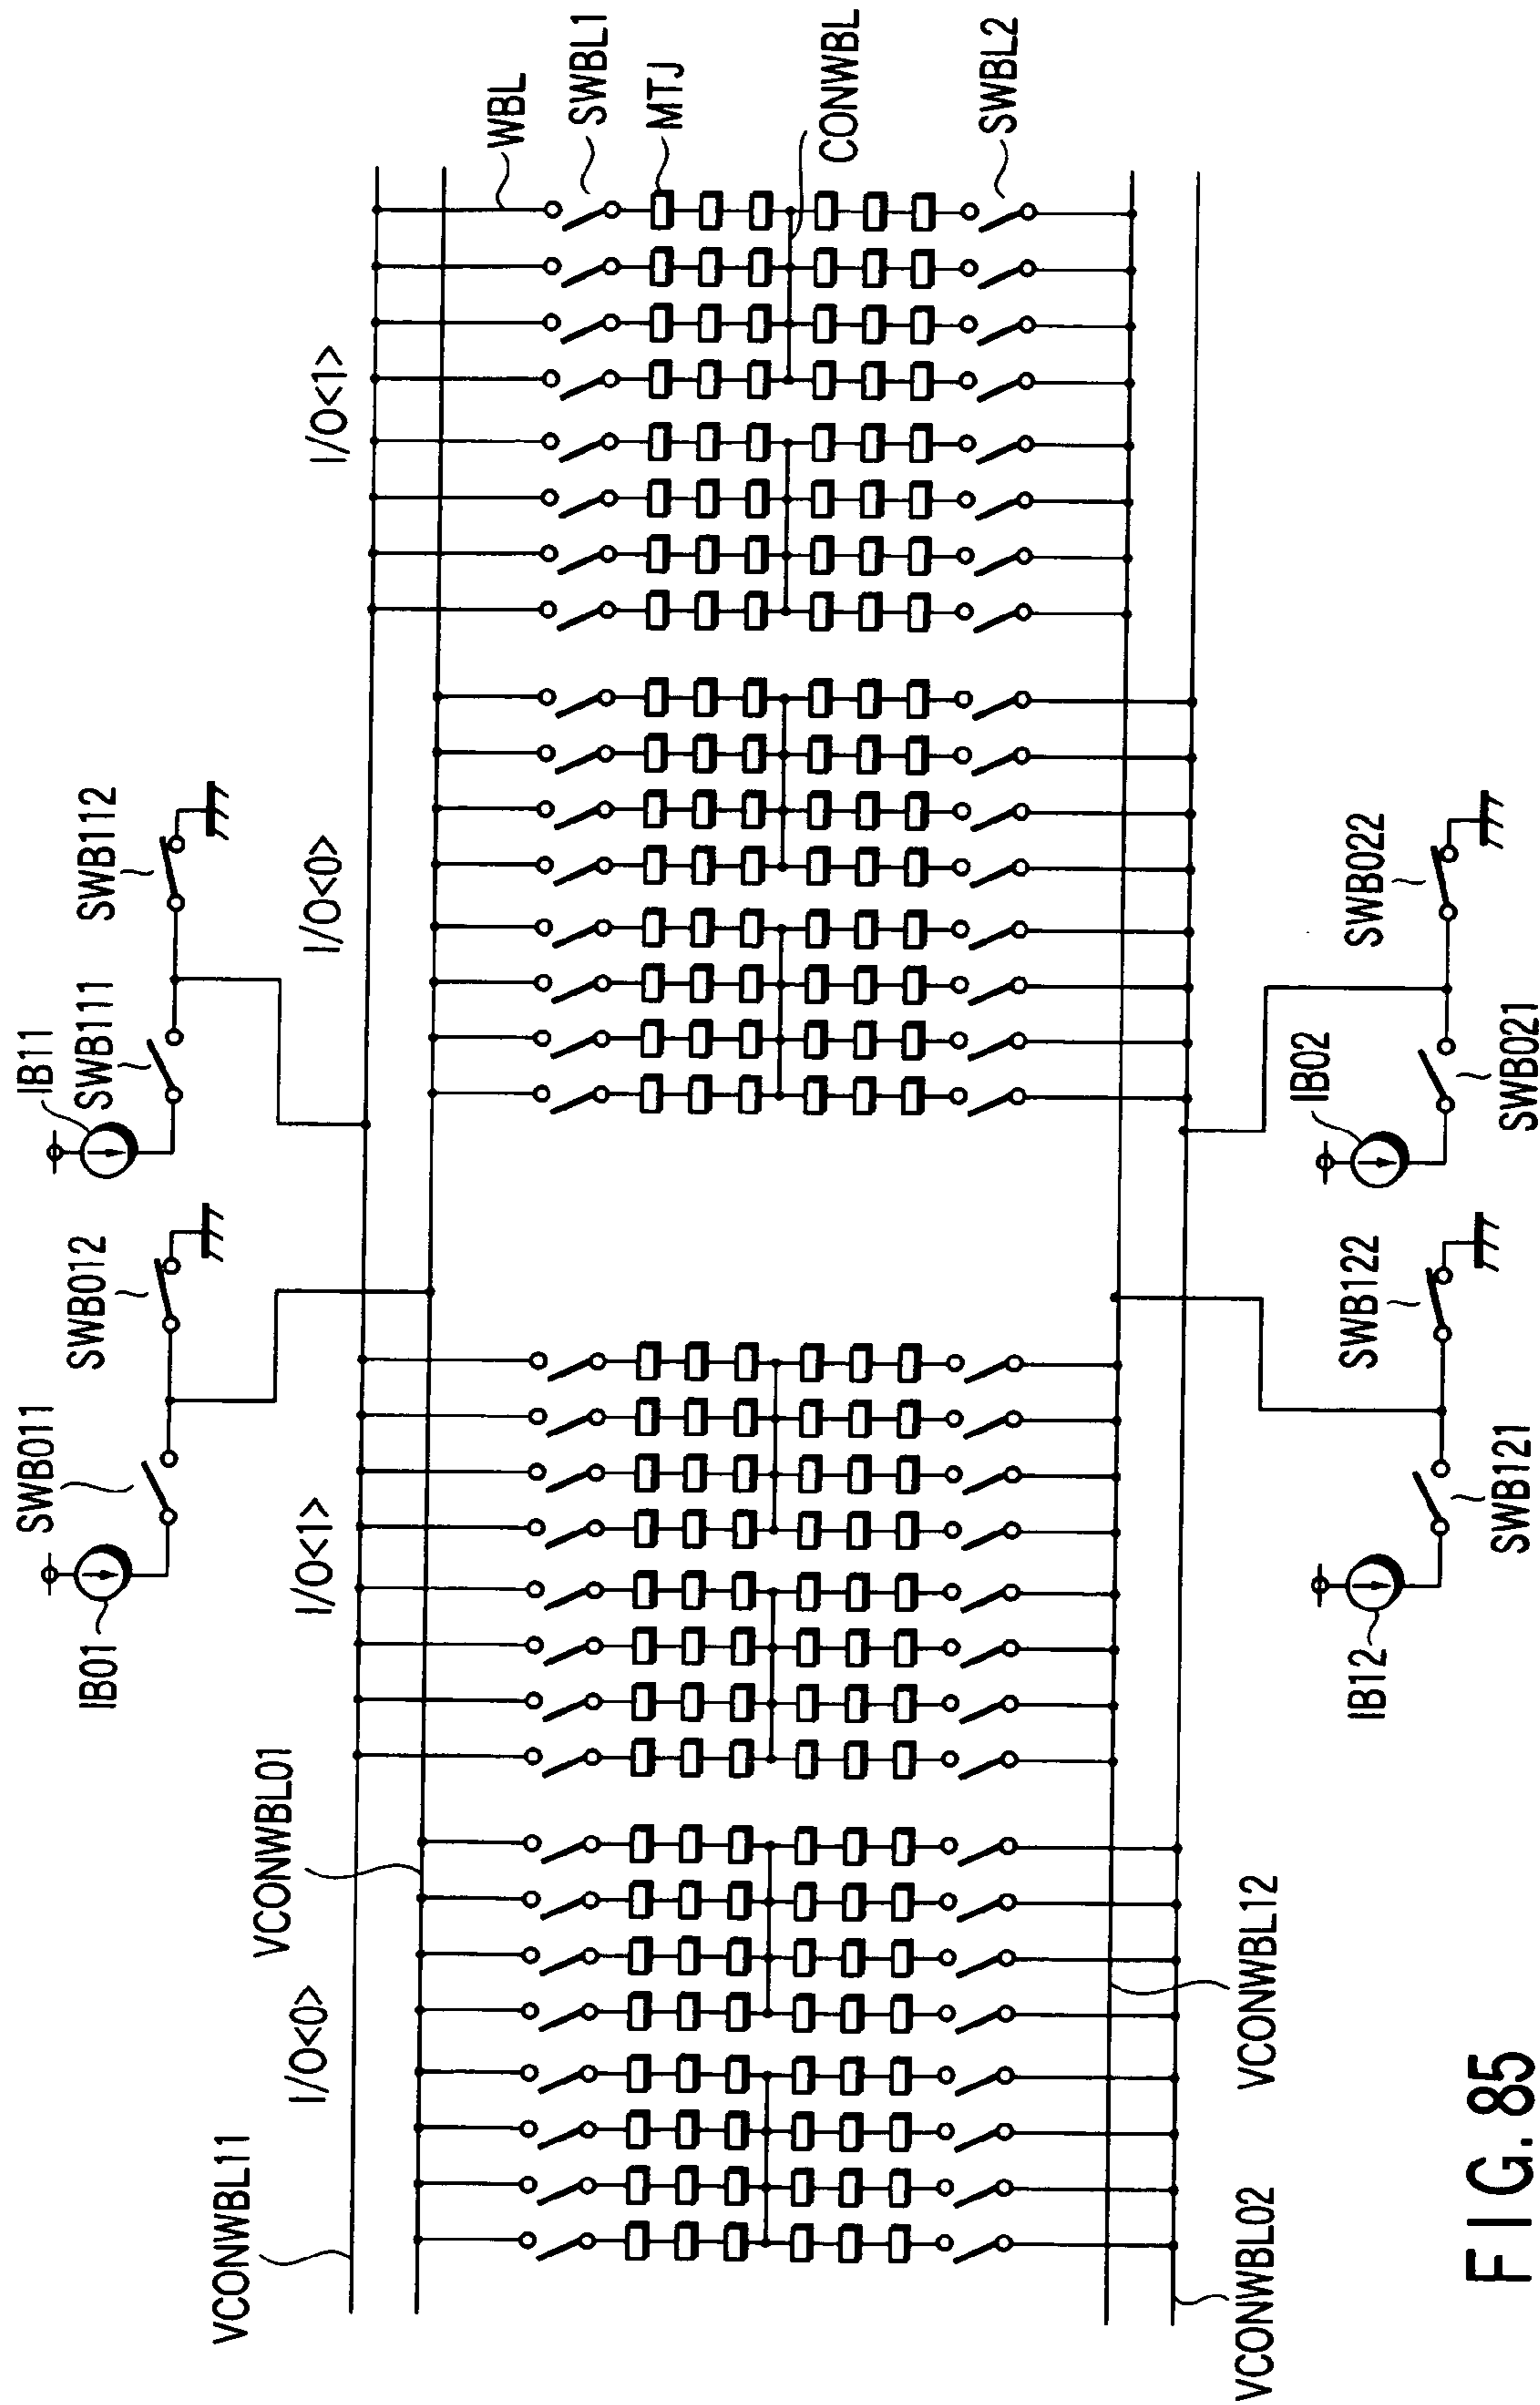 IB11
SWB111
SWB112
SWB011
SWB012
IB01
WBL
SWBL1
MTJ
CONWBL
SWBL2
I/O<1>
I/O<0>
I/O<1>
I/O<0>
VCONWBL01
VCONWBL11
VCONWBL12
VCONWBL02
SWB022
IB02
SWB021
SWB122
SWB121
IB12
FIG. 85